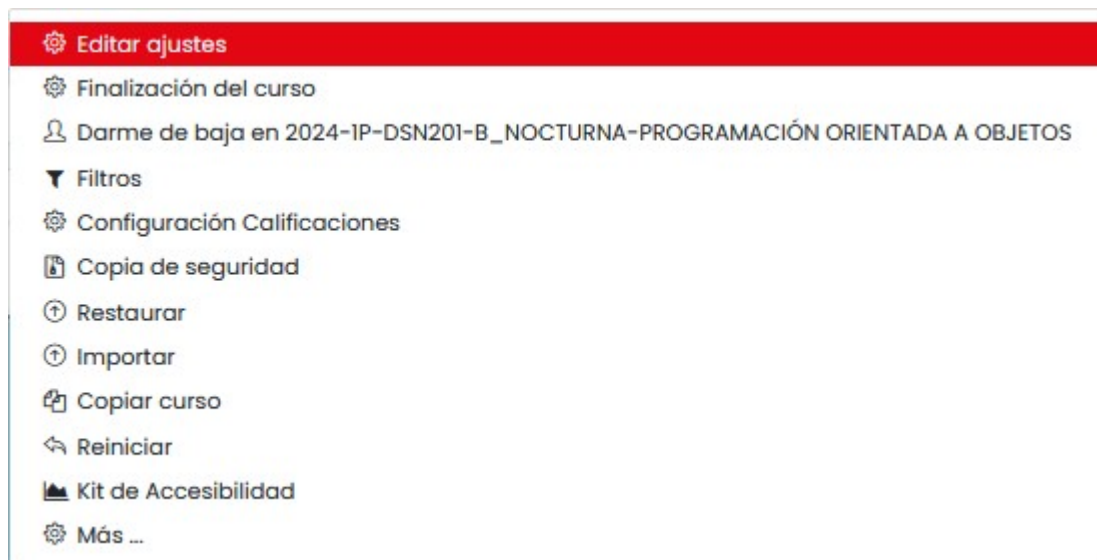 Editar ajustes
Finalización del curso
Darme de baja en 2024-1P-DSN201-B_NOCTURNA-PROGRAMACIÓN ORIENTADA A OBJETOS
Filtros
Configuración Calificaciones
Copia de seguridad
Restaurar
Importar
Copiar curso
Reiniciar
Kit de Accesibilidad
Más ...